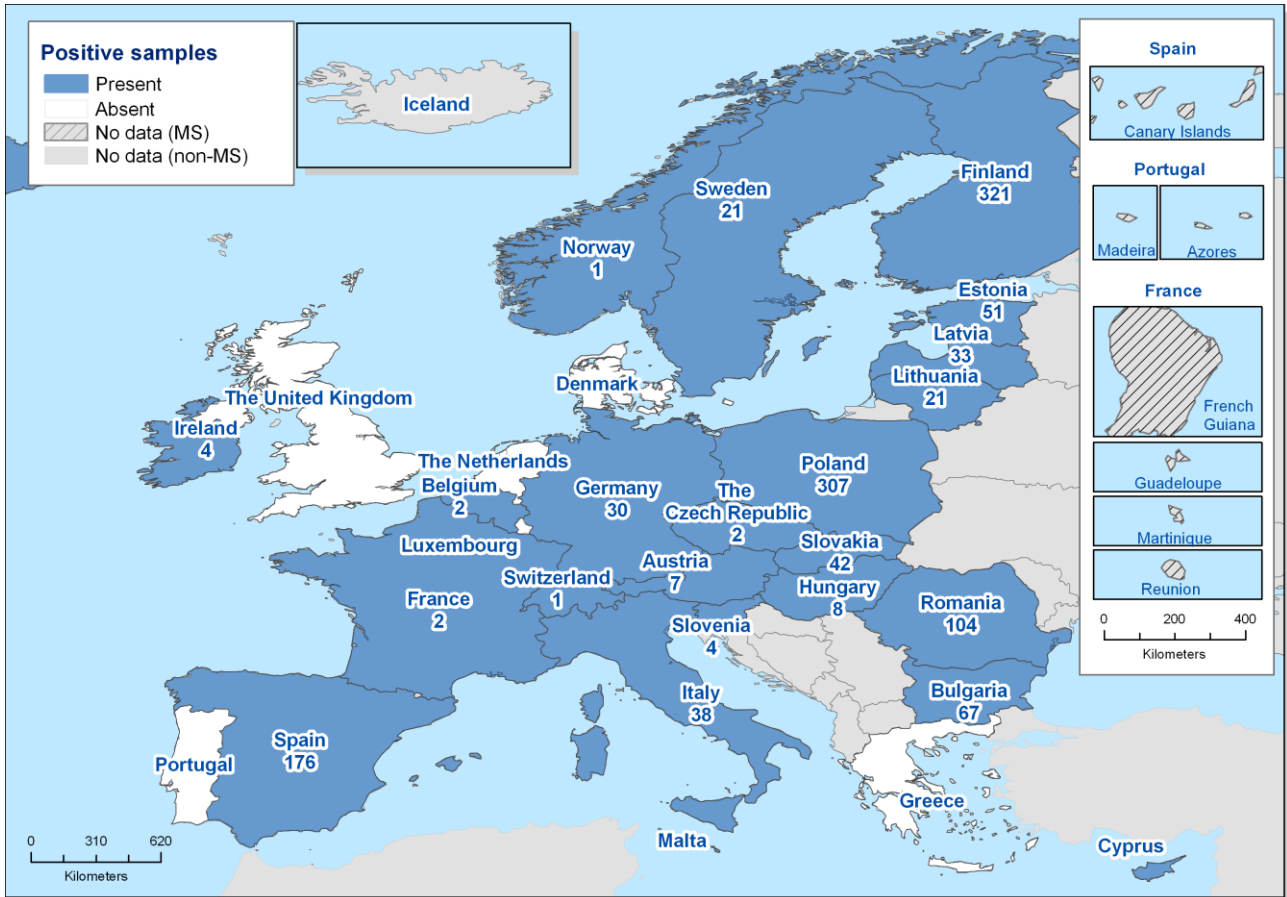 Positive samples
Present
Absent
No data (MS)
No data (non-MS)
Iceland
Spain
Canary Islands
Portugal
Madeira
Azores
France
French
Guiana
Guadeloupe
Martinique
Reunion
0 200 400
Kilometers
Finland
321
Sweden
21
Norway
1
Estonia
51
Latvia
33
Lithuania
21
Denmark
The United Kingdom
Ireland
4
The Netherlands
Belgium
2
Germany
30
Poland
307
The
Czech Republic
2
Luxembourg
Slovakia
42
Austria
7
Switzerland
1
Hungary
8
France
2
Romania
104
Slovenia
4
Italy
38
Bulgaria
67
Spain
176
Portugal
Greece
Malta
Cyprus
0 310 620
Kilometers